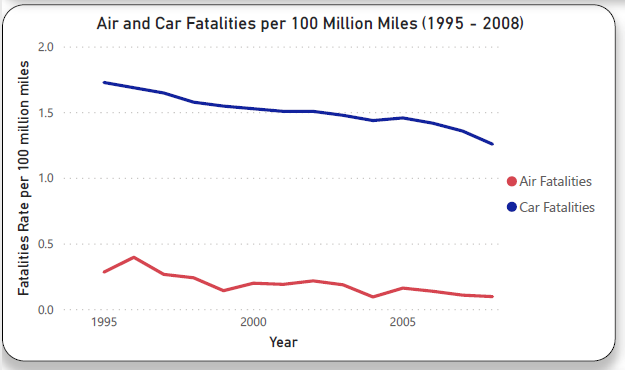 Air and Car Fatalities per 100 Million Miles (1995 - 2008)
Fatalities Rate per 100 million miles
2.0
1.5
1.0
0.5
0.0
1995
2000
2005
Year
Air Fatalities
Car Fatalities